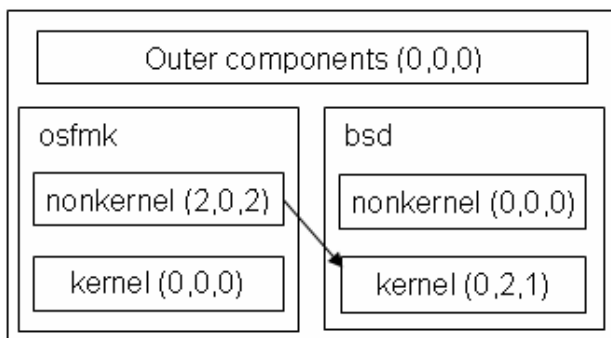 Outer components (0,0,0)
osfmk
nonkernel (2,0,2)
kernel (0,0,0)
bsd
nonkernel (0,0,0)
kernel (0,2,1)